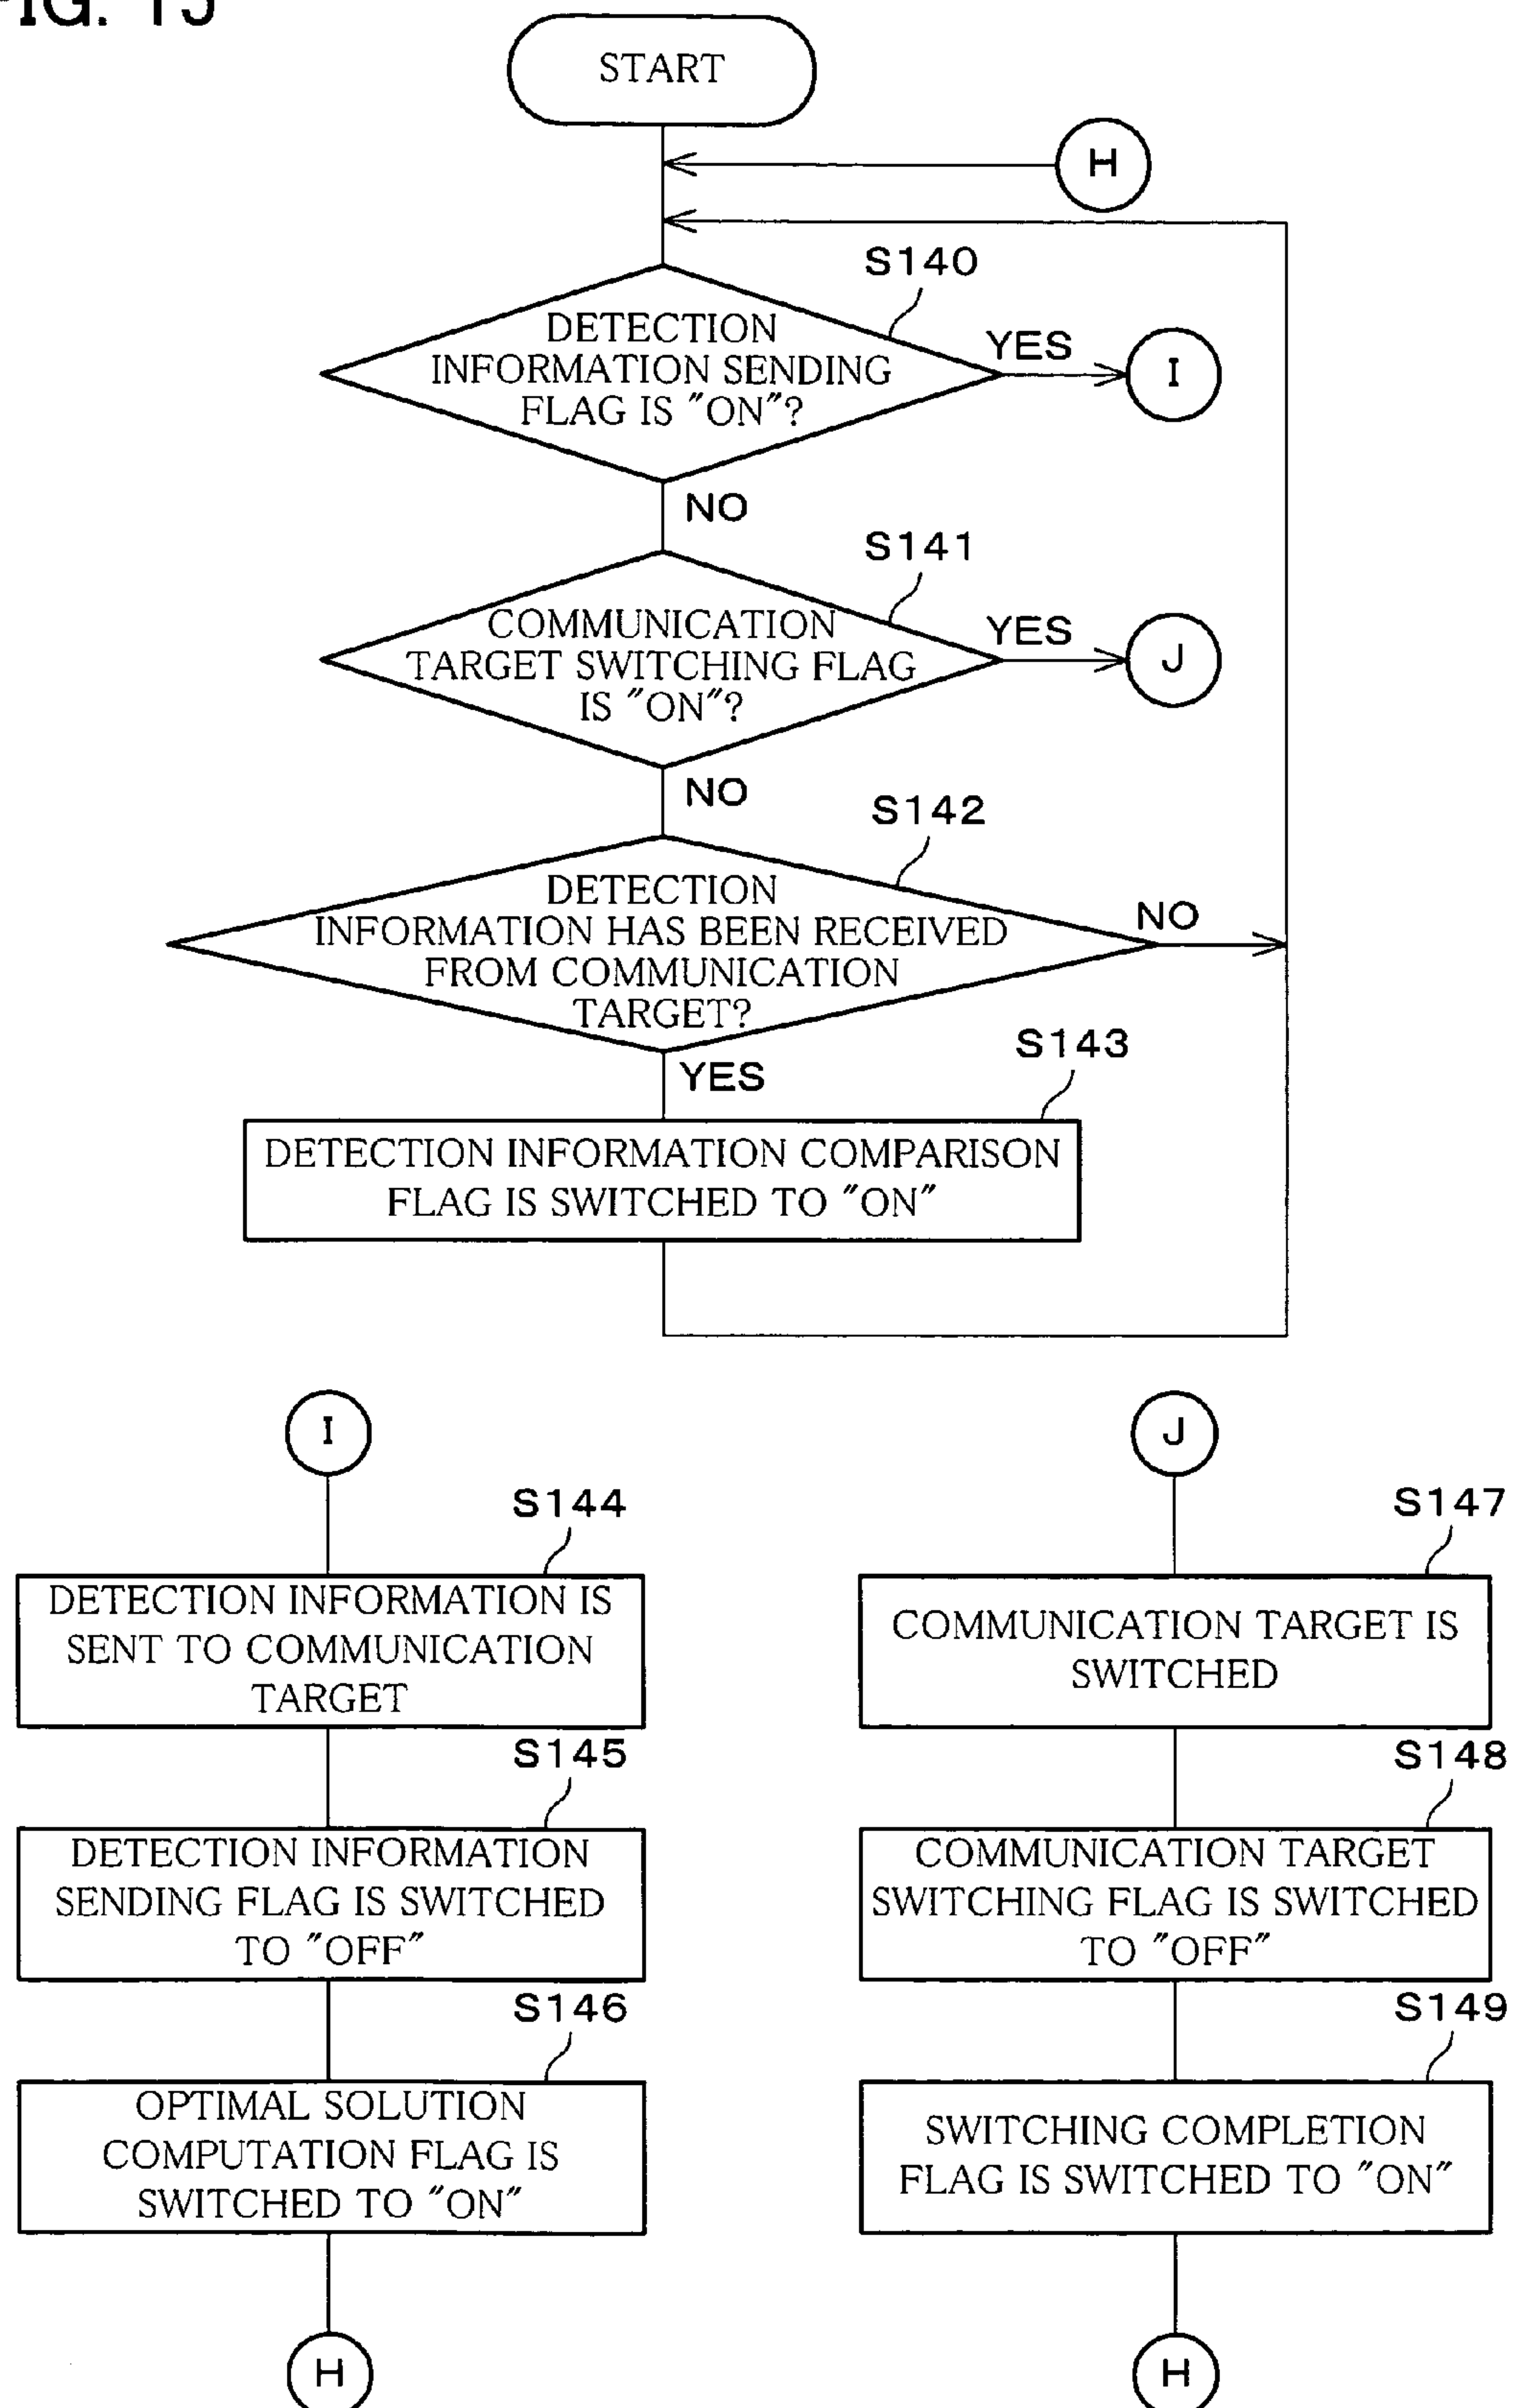 FIG. 15
START
H
S140
DETECTION
INFORMATION SENDING
FLAG IS "ON"?
YES
I
NO
S141
COMMUNICATION
TARGET SWITCHING FLAG
IS "ON"?
YES
J
NO
S142
DETECTION
INFORMATION HAS BEEN RECEIVED
FROM COMMUNICATION
TARGET?
NO
YES
S143
DETECTION INFORMATION COMPARISON
FLAG IS SWITCHED TO "ON"
I
S144
DETECTION INFORMATION IS
SENT TO COMMUNICATION
TARGET
S145
DETECTION INFORMATION
SENDING FLAG IS SWITCHED
TO "OFF"
S146
OPTIMAL SOLUTION
COMPUTATION FLAG IS
SWITCHED TO "ON"
H
J
S147
COMMUNICATION TARGET IS
SWITCHED
S148
COMMUNICATION TARGET
SWITCHING FLAG IS SWITCHED
TO "OFF"
S149
SWITCHING COMPLETION
FLAG IS SWITCHED TO "ON"
H